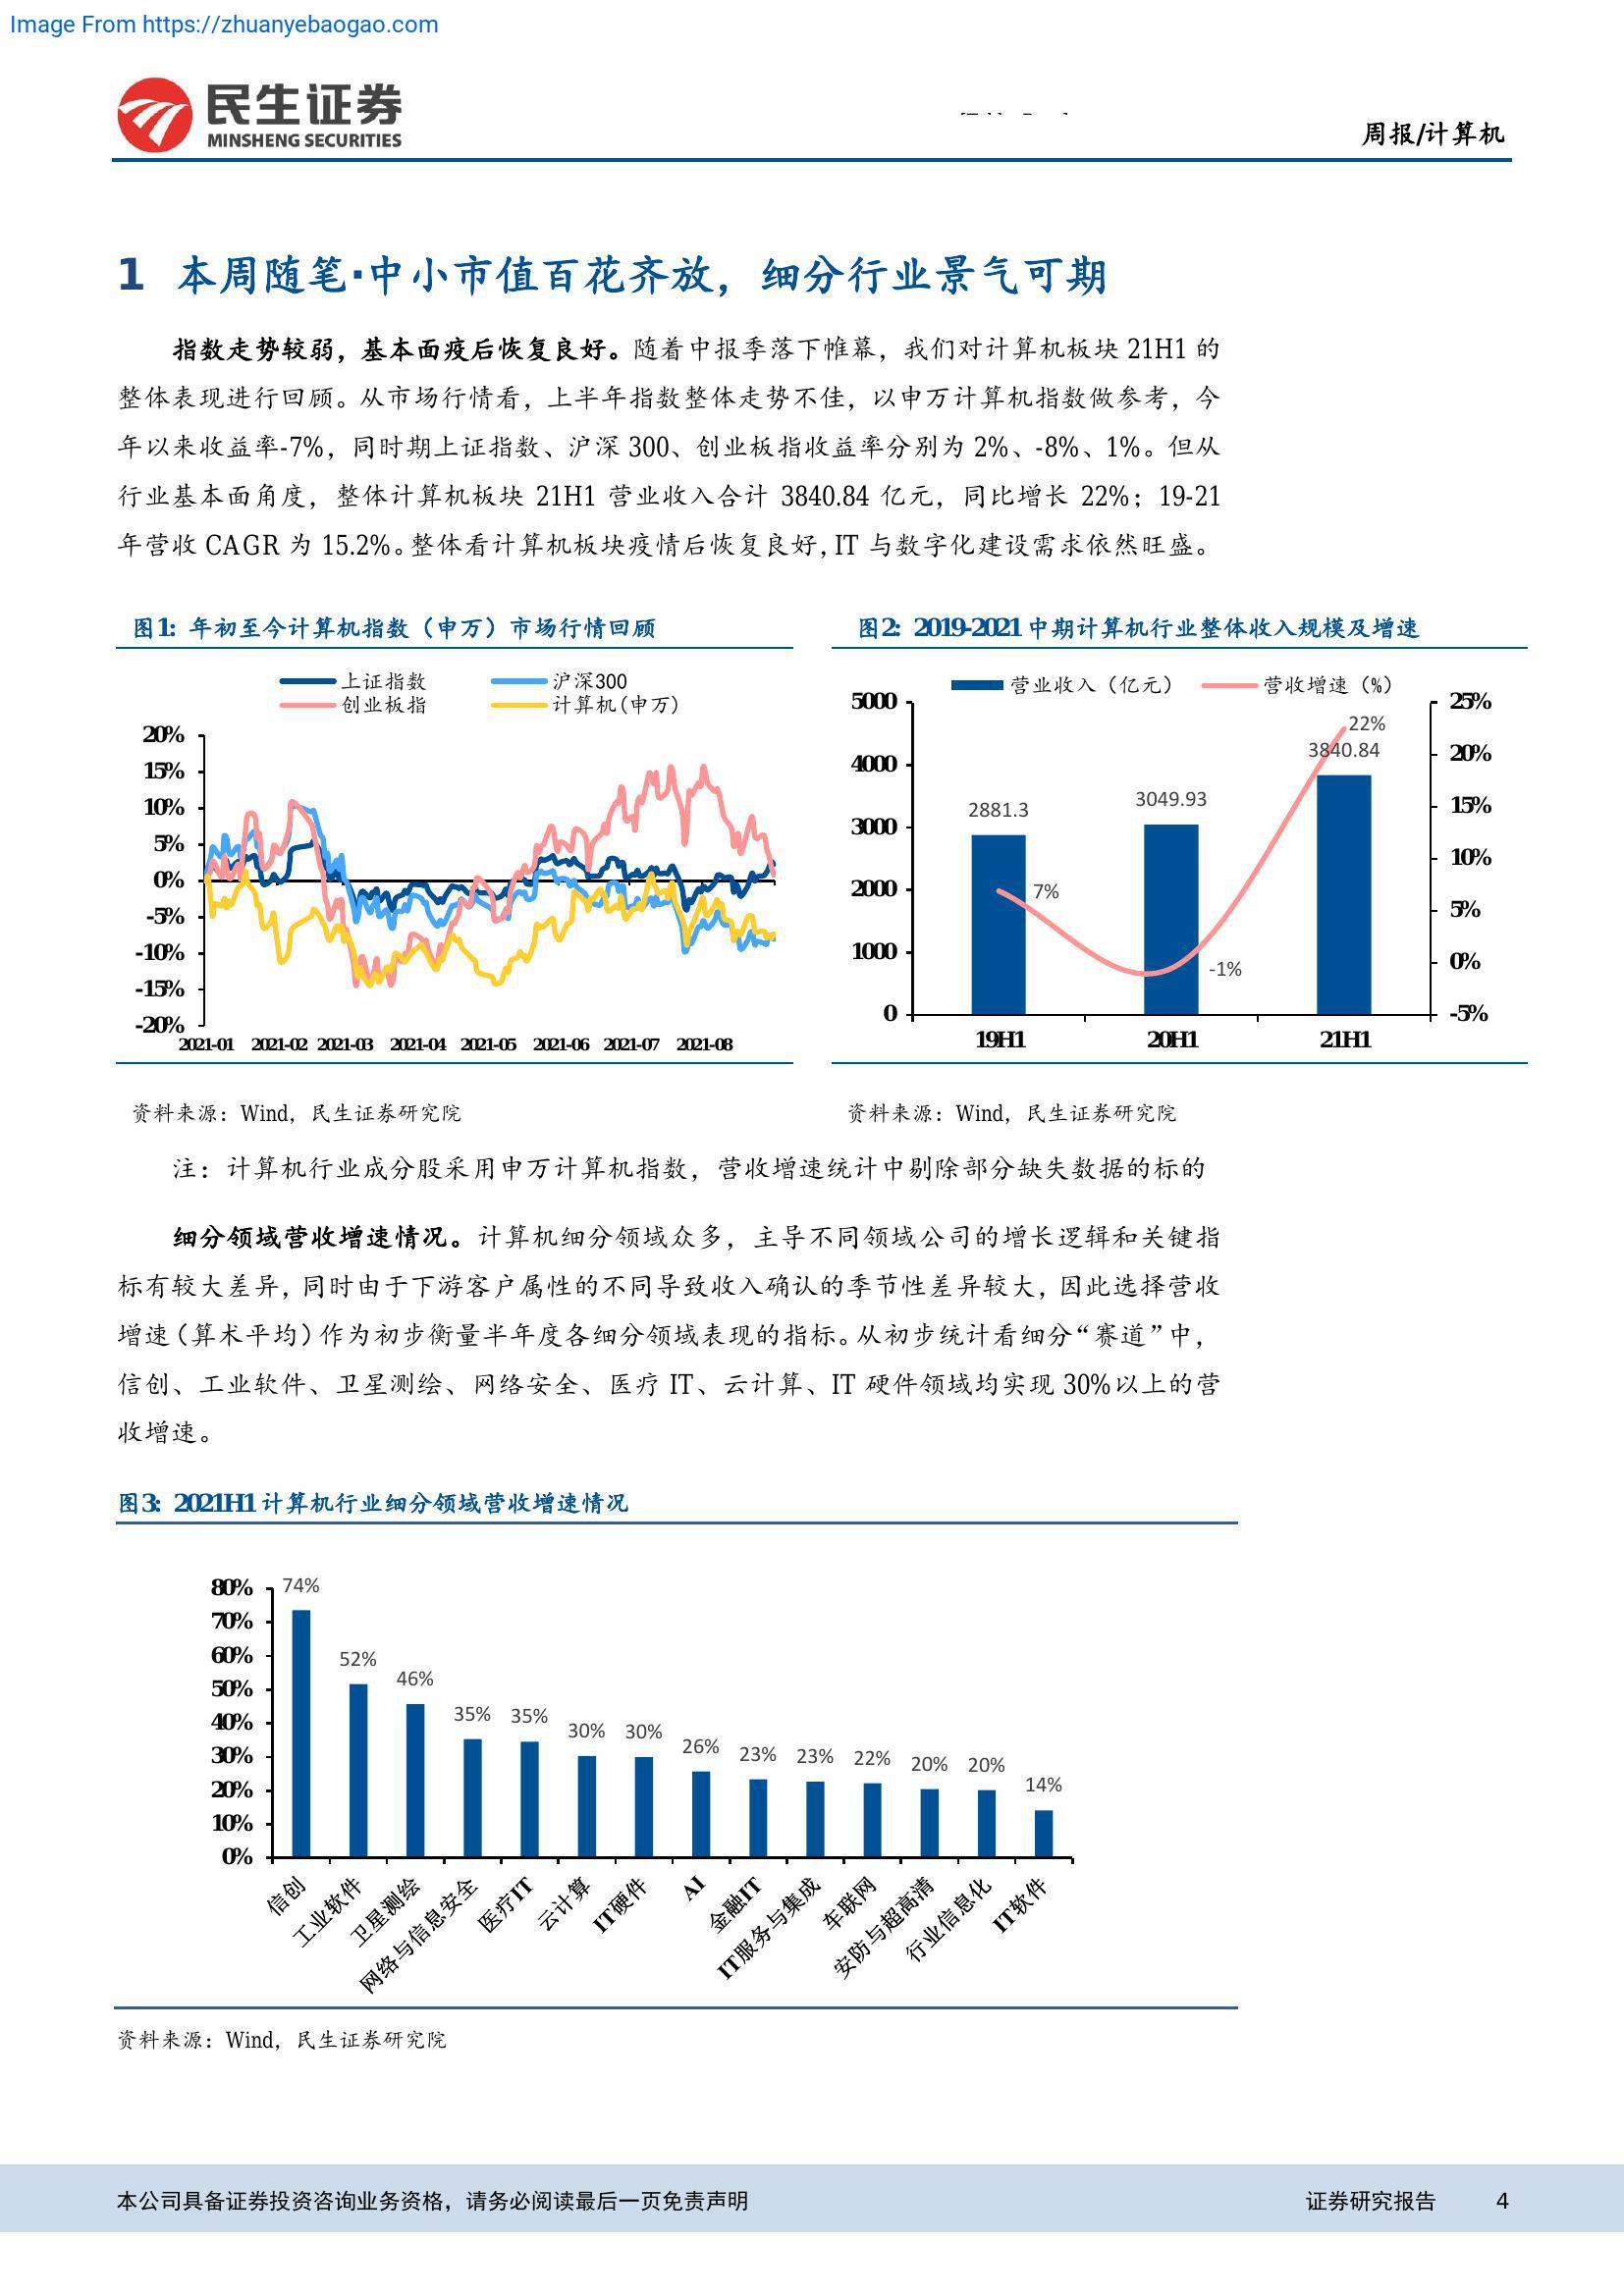 Image From https://zhuanyebaogao.com
民生证券
MINSHENG SECURITIES
周报/计算机
1 本周随笔·中小市值百花齐放，细分行业景气可期
指数走势较弱，基本面疫后恢复良好。随着中报季落下帷幕，我们对计算机板块 21H1 的
整体表现进行回顾。从市场行情看，上半年指数整体走势不佳，以申万计算机指数做参考，今
年以来收益率-7%，同时期上证指数、沪深 300、创业板指收益率分别为 2%、-8%、1%。但从
行业基本面角度，整体计算机板块 21H1 营业收入合计 3840.84 亿元，同比增长 22%；19-21
年营收 CAGR 为 15.2%。整体看计算机板块疫情后恢复良好，IT 与数字化建设需求依然旺盛。
图1：年初至今计算机指数（申万）市场行情回顾
上证指数 沪深300
创业板指 计算机(申万)
20%
15%
10%
5%
0%
-5%
-10%
-15%
-20%
2021-01 2021-02 2021-03 2021-04 2021-05 2021-06 2021-07 2021-08
资料来源：Wind，民生证券研究院
图2：2019-2021 中期计算机行业整体收入规模及增速
营业收入（亿元） 营收增速（%）
5000
4000
3000
2000
1000
0
25%
20%
15%
10%
5%
0%
-5%
2881.3
3049.93
3840.84
7%
-1%
22%
19H1 20H1 21H1
资料来源：Wind，民生证券研究院
注：计算机行业成分股采用申万计算机指数，营收增速统计中剔除部分缺失数据的标的
细分领域营收增速情况。计算机细分领域众多，主导不同领域公司的增长逻辑和关键指
标有较大差异，同时由于下游客户属性的不同导致收入确认的季节性差异较大，因此选择营收
增速（算术平均）作为初步衡量半年度各细分领域表现的指标。从初步统计看细分“赛道”中，
信创、工业软件、卫星测绘、网络安全、医疗 IT、云计算、IT 硬件领域均实现 30%以上的营
收增速。
图3：2021H1 计算机行业细分领域营收增速情况
80%
70%
60%
50%
40%
30%
20%
10%
0%
74% 52% 46% 35% 35% 30% 30% 26% 23% 23% 22% 20% 20% 14%
信创 工业软件 卫星测绘 网络与信息安全 医疗IT 云计算 IT硬件 AI 金融IT IT服务与集成 车联网 安防与超高清 行业信息化 IT软件
资料来源：Wind，民生证券研究院
本公司具备证券投资咨询业务资格，请务必阅读最后一页免责声明
证券研究报告 4